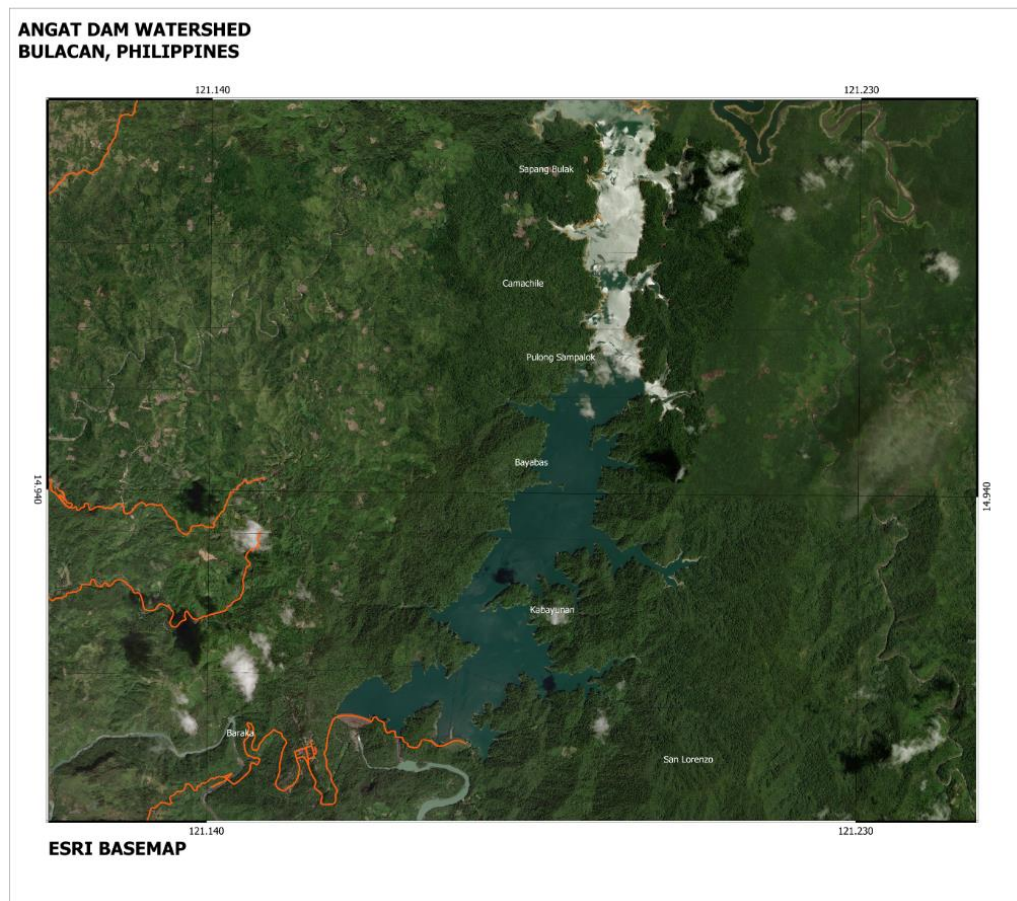 ANGAT DAM WATERSHED
BULACAN, PHILIPPINES
121.140
121.230
Sapang Bulak
Camachile
Pulong Sampalok
Bayabas
14.940
14.940
Kabayunan
Baraka
San Lorenzo
121.140
121.230
ESRI BASEMAP